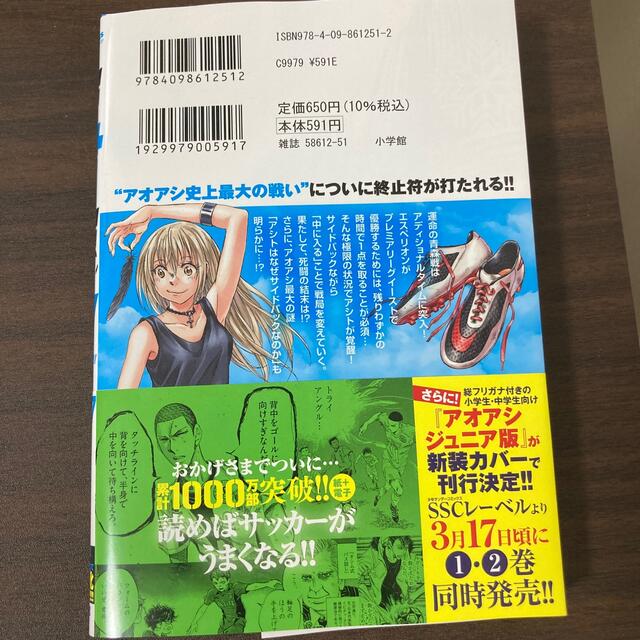 ISBN978-4-09-861251-2
C9979 ¥591E
9784098612512
1929979005917
定価650円(10%税込)
本体591円
雑誌 58612-51 小学館
“アオアシ史上最大の戦い”についに終止符が打たれる!!
運命の青森戦は
アディショナルタイムに突入!
エスペリオンが
プレミアリーグイーストで
優勝するためには、残りわずかの
時間で1点を取ることが必須…
そんな極限の状況でアシトが覚醒!
サイドバックながら
「中に入る」ことで戦局を変えていく。
果たして、死闘の結末は!?
さらに、アオアシ最大の謎
「アシトはなぜサイドバックなのか」も
明らかに…!?
トライ
アングル…
背中をゴールに
向けすぎなんだ
タッチラインに
背を向けて、半身で
中を向いて待ち構えろ。
おかげさまでついに…
累計1000万部突破!!紙+電子
読めばサッカーが
うまくなる!!
さらに!
総フリガナ付きの
小学生・中学生向け
『アオアシ
ジュニア版』が
新装カバーで
刊行決定!!
少年サンデーコミックス
SSCレーベルより
3月17日頃に
1・2巻
同時発売!!